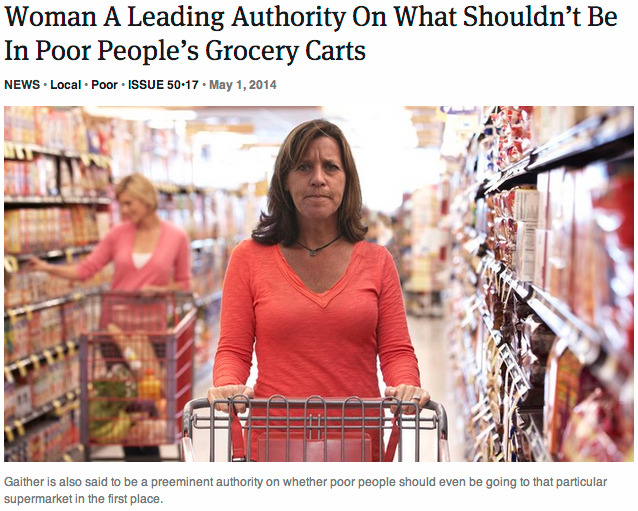 Woman A Leading Authority On What Shouldn’t Be
In Poor People’s Grocery Carts
NEWS • Local • Poor • ISSUE 50•17 • May 1, 2014
Gaither is also said to be a preeminent authority on whether poor people should even be going to that particular
supermarket in the first place.